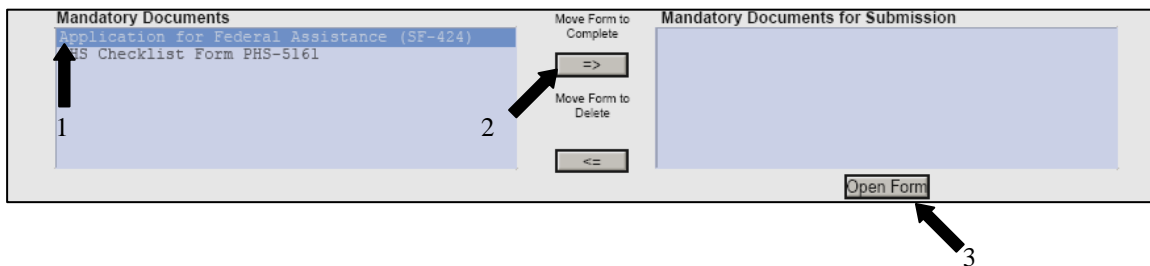 Mandatory Documents
Application for Federal Assistance (SF-424)
PHS Checklist Form PHS-5161
Move Form to
Complete
=>
Move Form to
Delete
<=
Mandatory Documents for Submission
Open Form
1
2
3